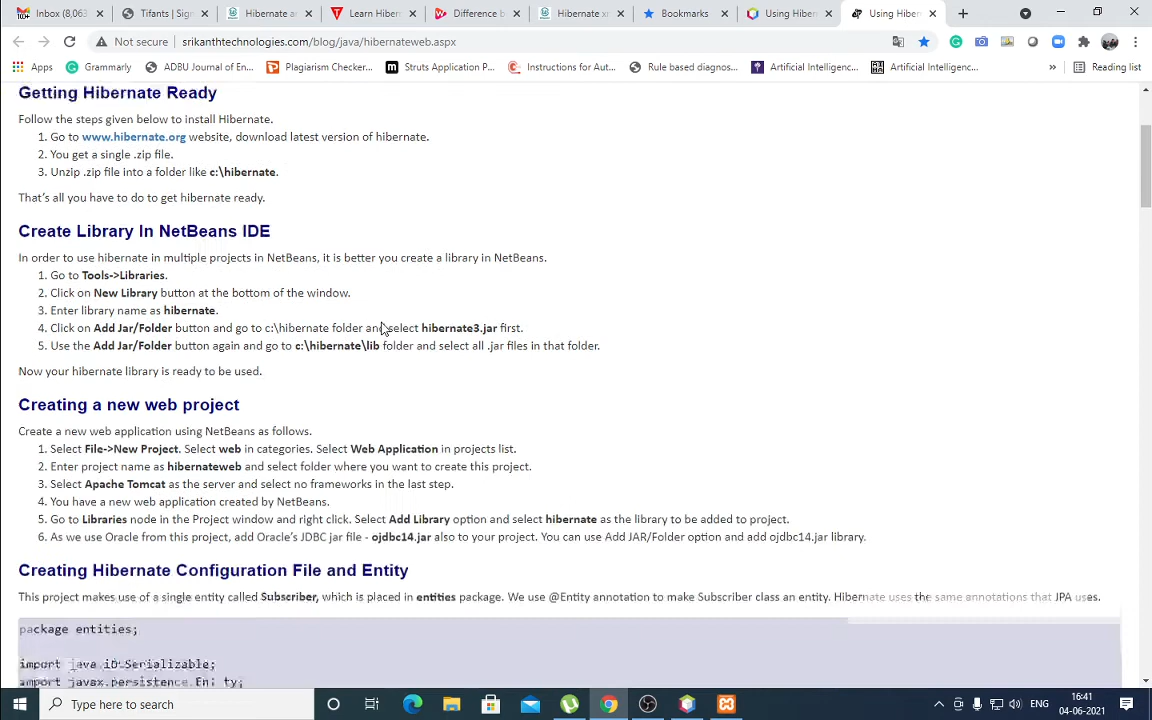 Inbox (8,063
Tifants | Sign
Hibernate a
Learn Hiber
Difference b
Hibernate xr
Bookmarks
Using Hiber
Using Hiber
Not secure
srikanthtechnologies.com/blog/java/hibernateweb.aspx
Apps
Grammarly
ADBU Journal of En...
Plagiarism Checker...
Struts Application P...
Instructions for Aut...
Rule based diagnos...
Artificial Intelligenc...
Artificial Intelligenc...
»
Reading list
Getting Hibernate Ready
Follow the steps given below to install Hibernate.
1. Go to www.hibernate.org website, download latest version of hibernate.
2. You get a single .zip file.
3. Unzip .zip file into a folder like c:\hibernate.
That's all you have to do to get hibernate ready.
Create Library In NetBeans IDE
In order to use hibernate in multiple projects in NetBeans, it is better you create a library in NetBeans.
1. Go to Tools->Libraries.
2. Click on New Library button at the bottom of the window.
3. Enter library name as hibernate.
4. Click on Add Jar/Folder button and go to c:\hibernate folder and select hibernate3.jar first.
5. Use the Add Jar/Folder button again and go to c:\hibernate\lib folder and select all .jar files in that folder.
Now your hibernate library is ready to be used.
Creating a new web project
Create a new web application using NetBeans as follows.
1. Select File->New Project. Select web in categories. Select Web Application in projects list.
2. Enter project name as hibernateweb and select folder where you want to create this project.
3. Select Apache Tomcat as the server and select no frameworks in the last step.
4. You have a new web application created by NetBeans.
5. Go to Libraries node in the Project window and right click. Select Add Library option and select hibernate as the library to be added to project.
6. As we use Oracle from this project, add Oracle's JDBC jar file - ojdbc14.jar also to your project. You can use Add JAR/Folder option and add ojdbc14.jar library.
Creating Hibernate Configuration File and Entity
This project makes use of a single entity called Subscriber, which is placed in entities package. We use @Entity annotation to make Subscriber class an entity. Hibernate uses the same annotations that JPA uses.
package entities;
import Serializable;
javax.persistence
Type here to search
ENG
16:41
04-06-2021